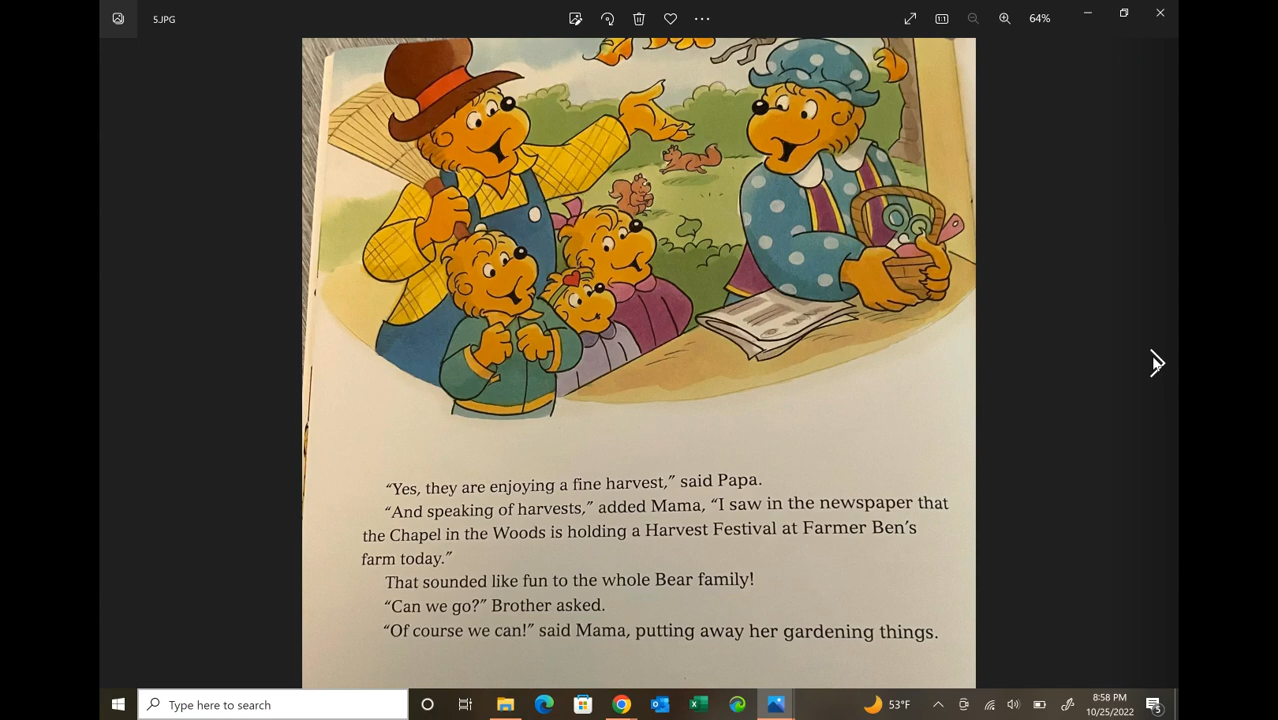 5.JPG
64%
“Yes, they are enjoying a fine harvest,” said Papa.
“And speaking of harvests,” added Mama, “I saw in the newspaper that
the Chapel in the Woods is holding a Harvest Festival at Farmer Ben’s
farm today.”
That sounded like fun to the whole Bear family!
“Can we go?” Brother asked.
“Of course we can!” said Mama, putting away her gardening things.
Type here to search
53°F
8:58 PM
10/25/2022
5